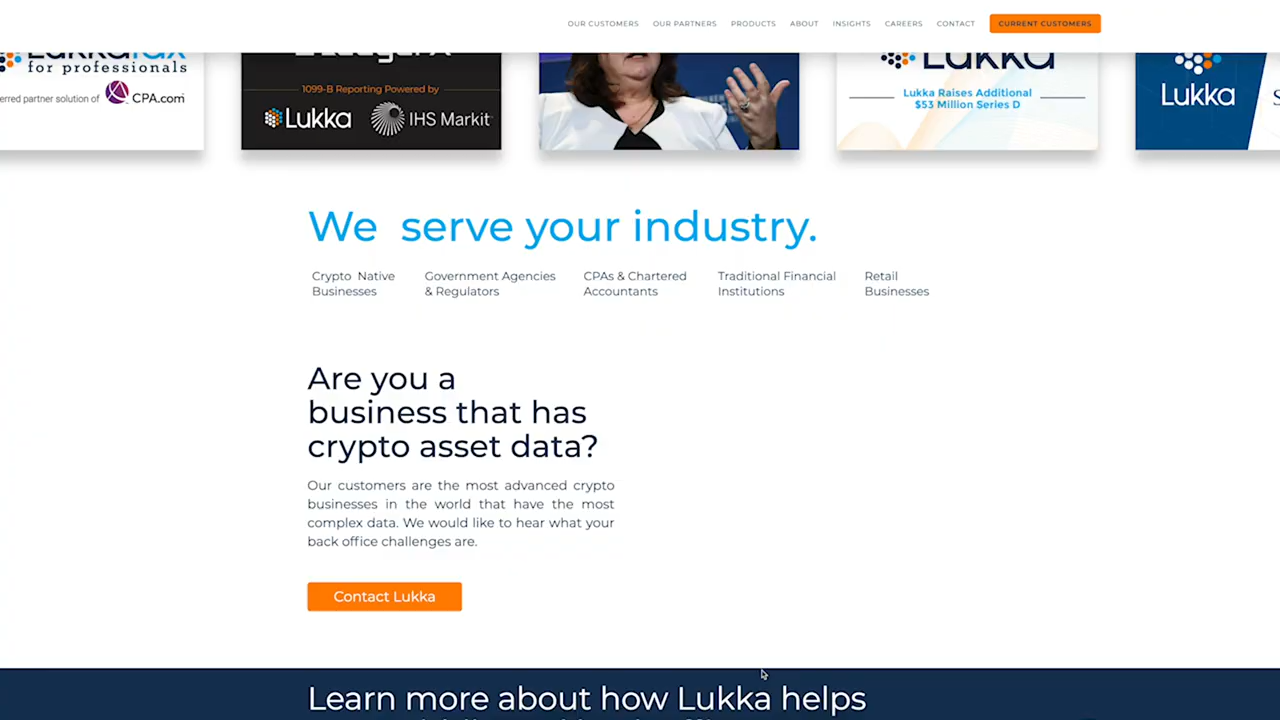 OUR CUSTOMERS OUR PARTNERS PRODUCTS ABOUT INSIGHTS CAREERS CONTACT CURRENT CUSTOMERS
for professionals
partner solution of CPA.com
1099-B Reporting Powered by
Lukka IHS Markit
Lukka
Lukka Raises Additional
$53 Million Series D
Lukka
We serve your industry.
Crypto Native
Businesses
Government Agencies
& Regulators
CPAs & Chartered
Accountants
Traditional Financial
Institutions
Retail
Businesses
Are you a
business that has
crypto asset data?
Our customers are the most advanced crypto
businesses in the world that have the most
complex data. We would like to hear what your
back office challenges are.
Contact Lukka
Learn more about how Lukka helps